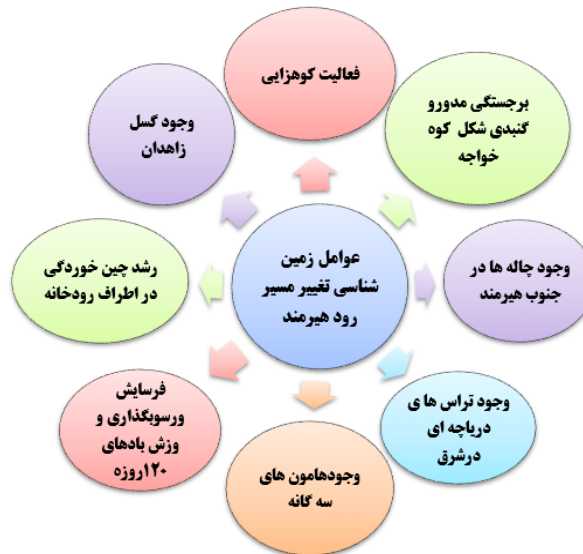 فعالیت کوهزایی
برجستگی مدورو
گنبدی شکل کوه
خواجه
وجود چاله ها در
جنوب هیرمند
وجود تراس ها ی
دریاچه ای
درشرق
وجودهامون های
سه گانه
فرسایش
ورسوبگذاری و
وزش بادهای
۱۲۰روزه
رشد چین خوردگی
در اطراف رودخانه
وجود گسل
زاهدان
عوامل زمین
شناسی تغییر مسیر
رود هیرمند